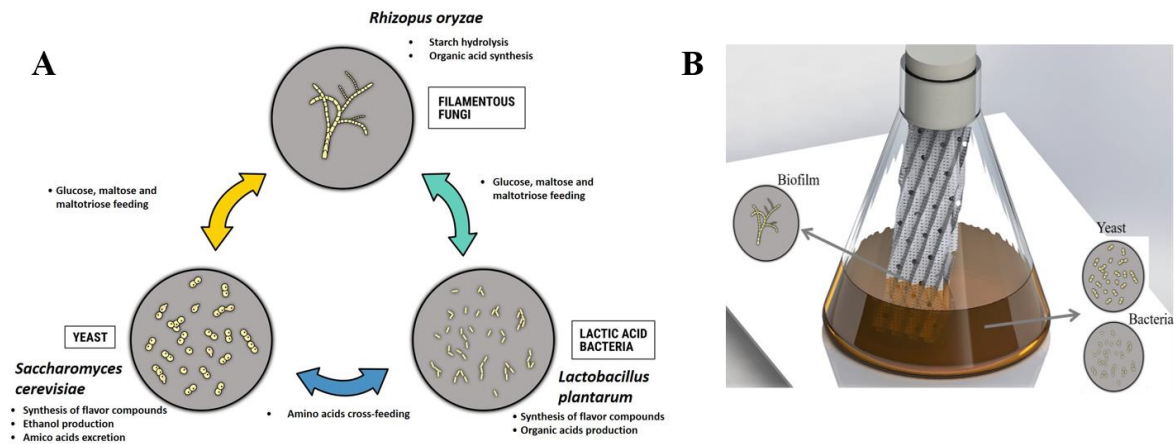 A
Rhizopus oryzae
• Starch hydrolysis
• Organic acid synthesis
FILAMENTOUS
FUNGI
• Glucose, maltose and
maltotriose feeding
• Glucose, maltose and
maltotriose feeding
YEAST
Saccharomyces
cerevisiae
• Synthesis of flavor compounds
• Ethanol production
• Amico acids excretion
• Amino acids cross-feeding
LACTIC ACID
BACTERIA
Lactobacillus
plantarum
• Synthesis of flavor compounds
• Organic acids production
B
Biofilm
Yeast
Bacteria